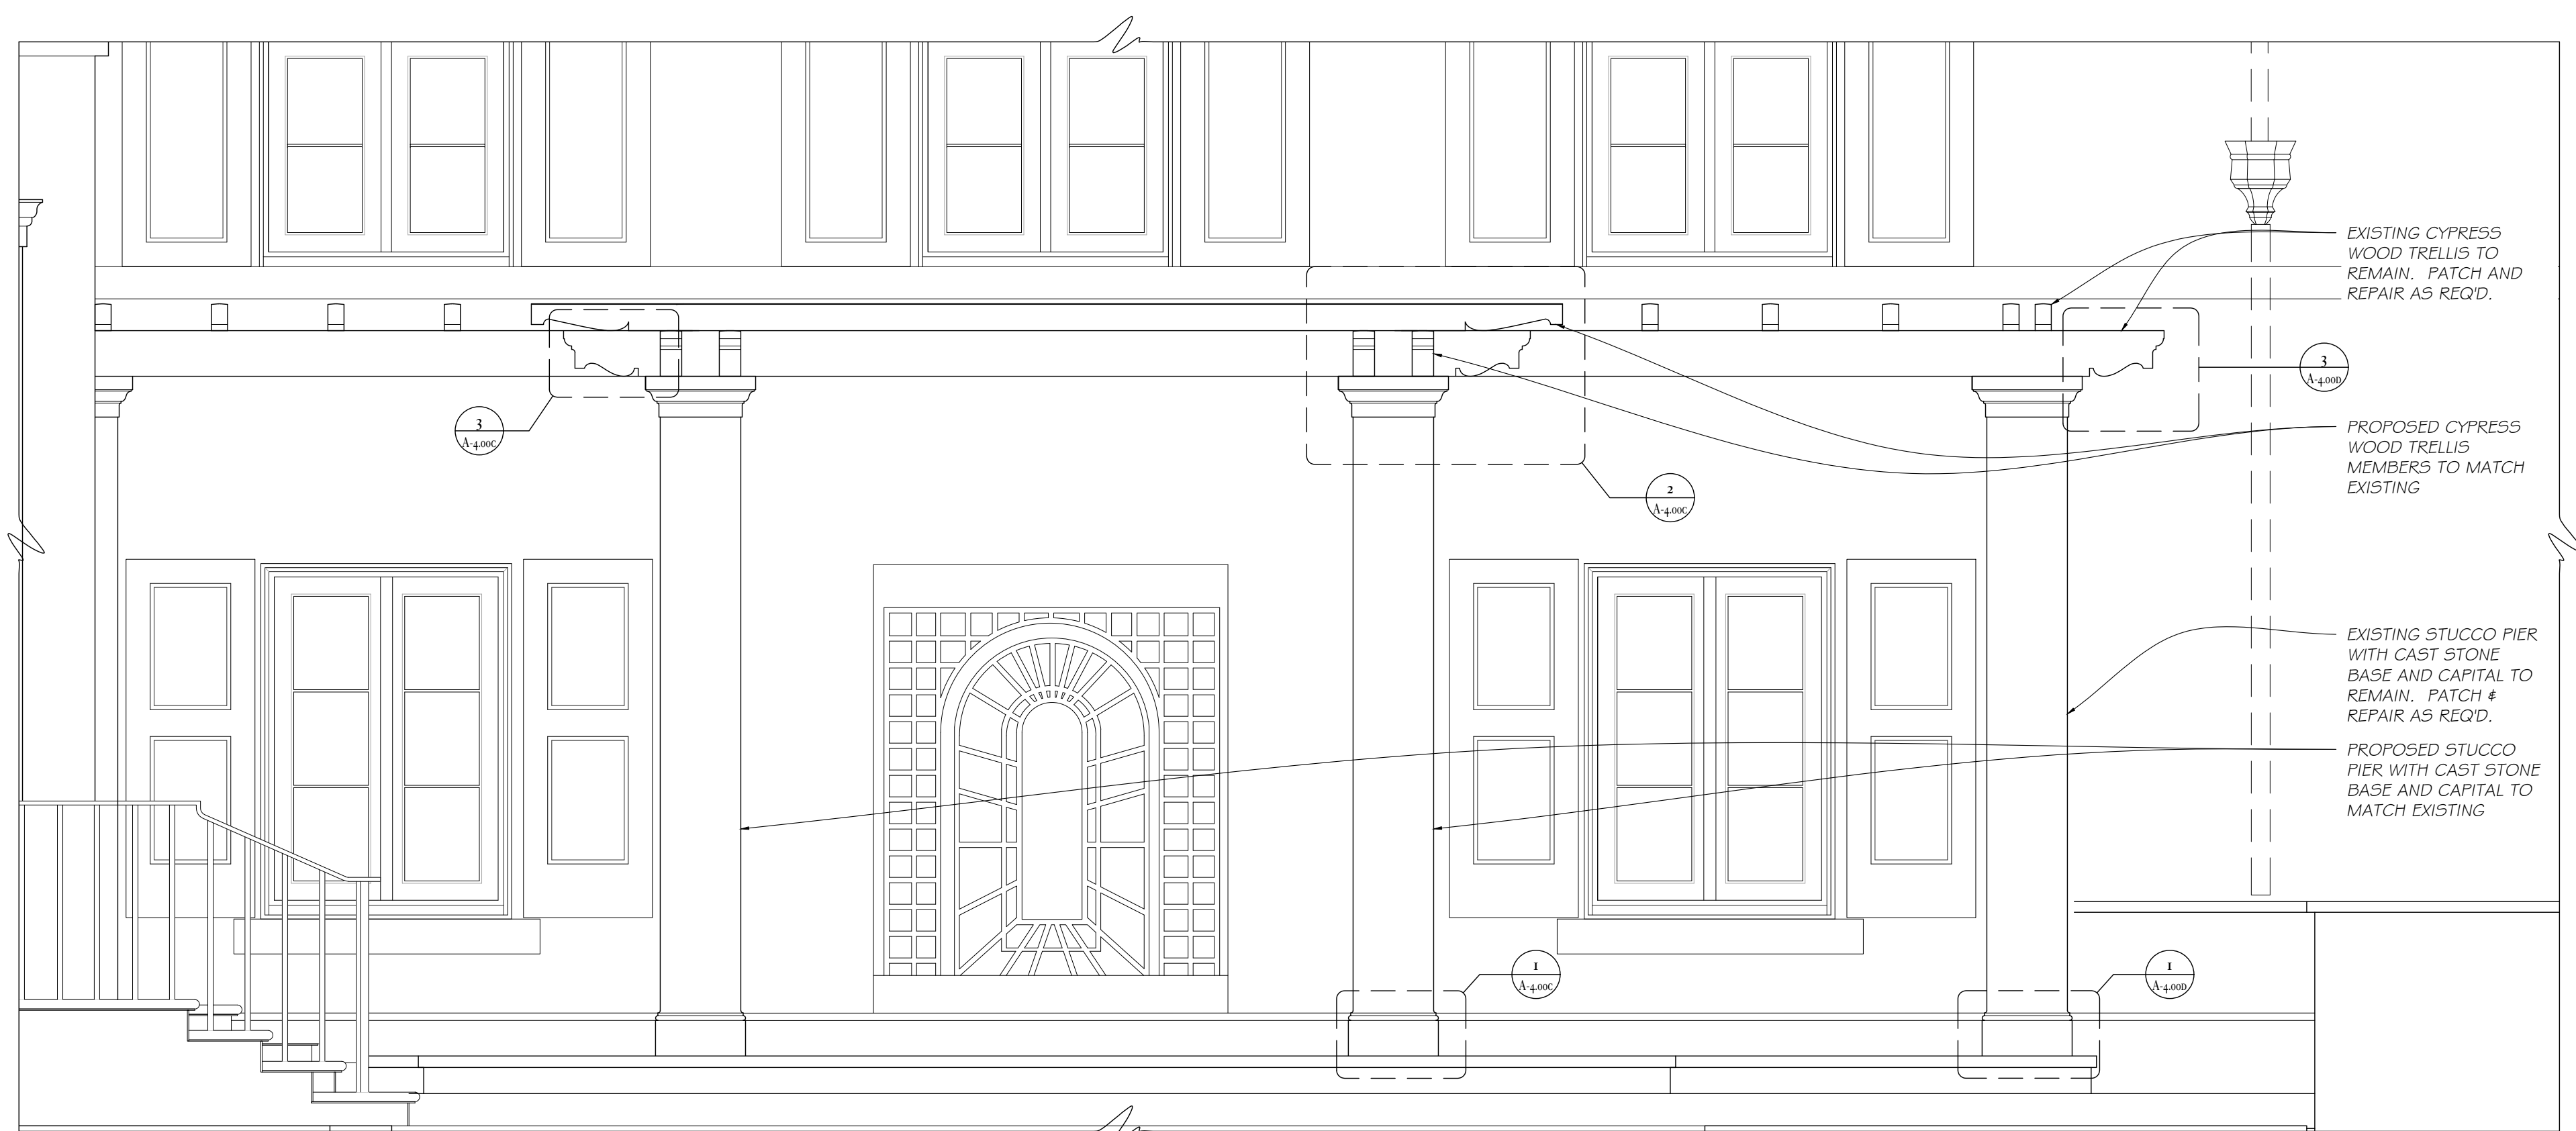 EXISTING CYPRESS
WOOD TRELLIS TO
REMAIN. PATCH AND
REPAIR AS REQ'D.
3
A-4.00D
3
A-4.00C
PROPOSED CYPRESS
WOOD TRELLIS
MEMBERS TO MATCH
EXISTING
2
A-4.00C
EXISTING STUCCO PIER
WITH CAST STONE
BASE AND CAPITAL TO
REMAIN. PATCH &
REPAIR AS REQ'D.
PROPOSED STUCCO
PIER WITH CAST STONE
BASE AND CAPITAL TO
MATCH EXISTING
I
A-4.00C
I
A-4.00D